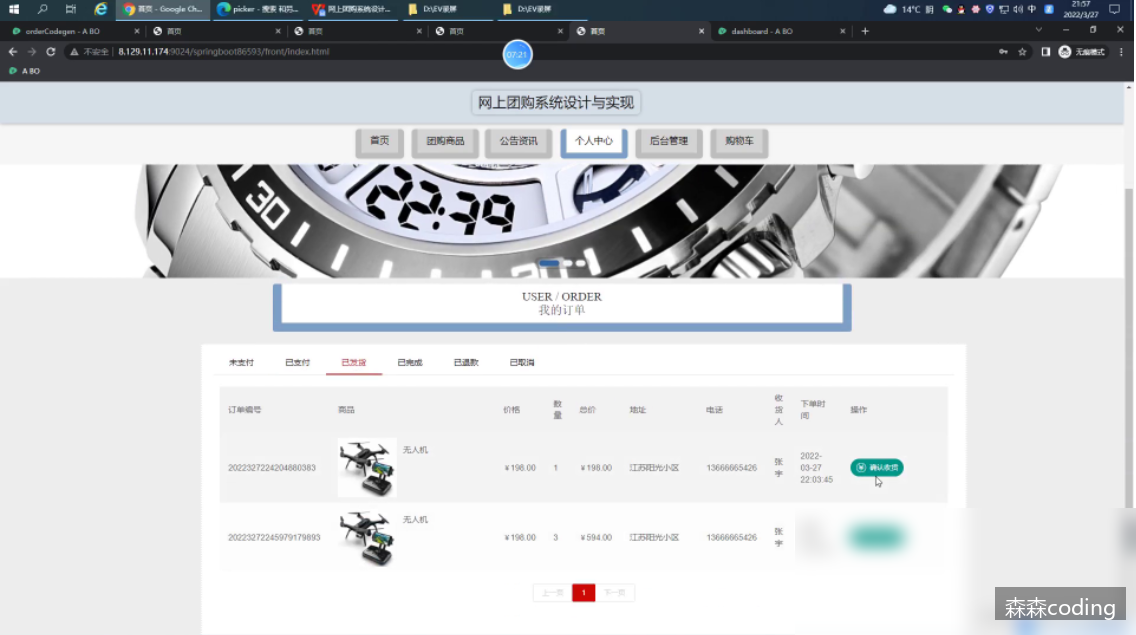 首页 - Google Ch...
picker - 搜索 和另...
网上团购系统设计...
D:\EV录屏
D:\EV录屏
14°C 阴
中
21:57
2022/3/27
orderCodegen - A BO
首页
首页
首页
首页
dashboard - A BO
不安全
8.129.11.174:9024/springboot86593/front/index.html
无痕模式
07:21
A BO
网上团购系统设计与实现
首页
团购商品
公告资讯
个人中心
后台管理
购物车
30
22:39
USER / ORDER
我的订单
未支付
已支付
已发货
已完成
已退款
已取消
订单编号 商品 价格 数量 总价 地址 电话 收货人 下单时间 操作
2022327224204880383 无人机 ￥198.00 1 ￥198.00 江苏阳光小区 13666665426 张宇 2022-03-27 22:03:45 确认收货
20223272245979179893 无人机 ￥198.00 3 ￥594.00 江苏阳光小区 13666665426 张宇
上一页 1 下一页
森森coding